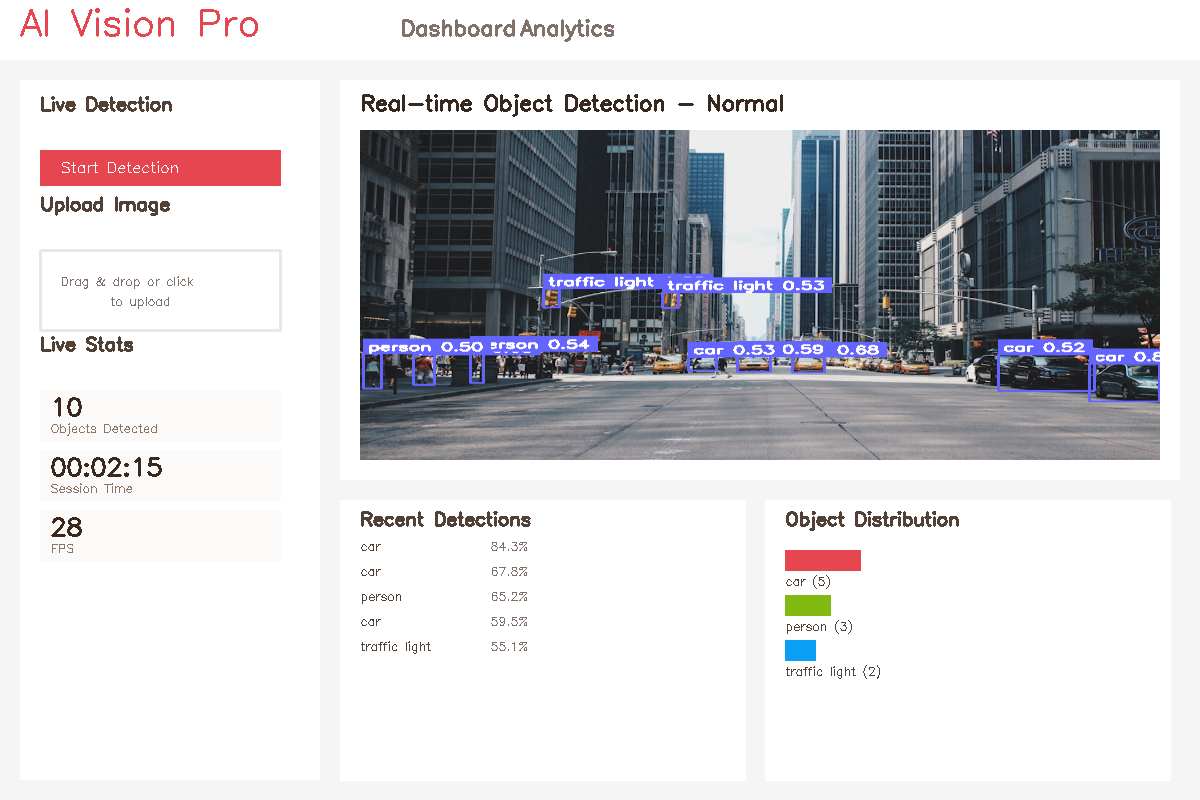 AI Vision Pro
Dashboard Analytics
Live Detection
Start Detection
Upload Image
Drag & drop or click
to upload
Live Stats
10
Objects Detected
00:02:15
Session Time
28
FPS
Real-time Object Detection - Normal
traffic light
traffic light 0.53
person 0.50
erson 0.54
car 0.53 0.59 0.68
car 0.52
car 0.8
Recent Detections
car 84.3%
car 67.8%
person 65.2%
car 59.5%
traffic light 55.1%
Object Distribution
car (5)
person (3)
traffic light (2)